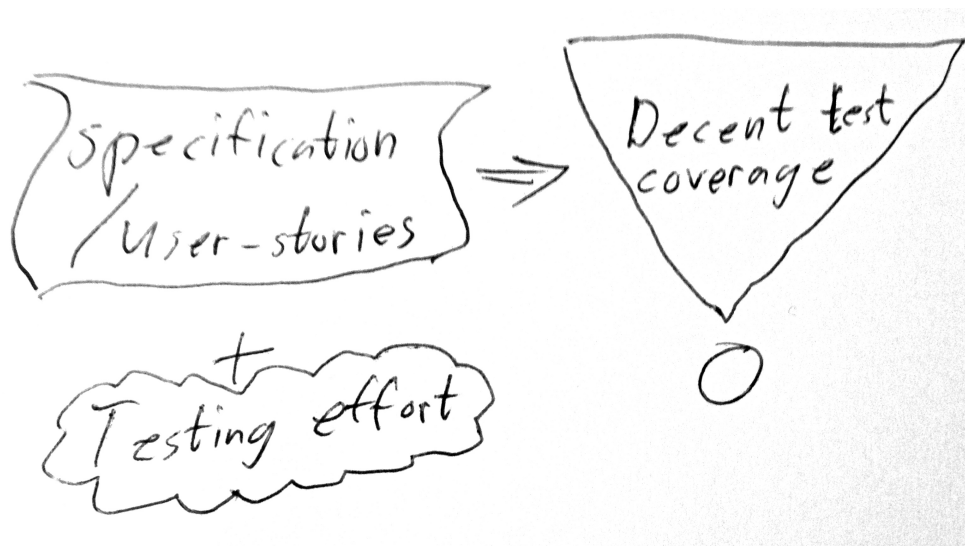 Specification
/User-stories
+
Testing effort
⇒
Decent test
coverage